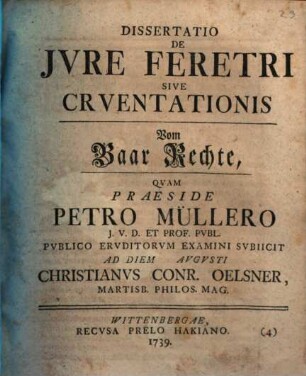 DISSERTATIO
DE
JVRE FERETRI
SIVE
CRVENTATIONIS
Vom
Baar Rechte,
QVAM
PRAESIDE
PETRO MÜLLERO
J. V. D. ET PROF. PVBL.
PVBLICO ERVDITORVM EXAMINI SVBIICIT
AD DIEM AVGVSTI
CHRISTIANVS CONR. OELSNER,
MARTISB. PHILOS. MAG.
WITTENBERGAE,
RECVSA PRELO HAKIANO. (4)
1739.